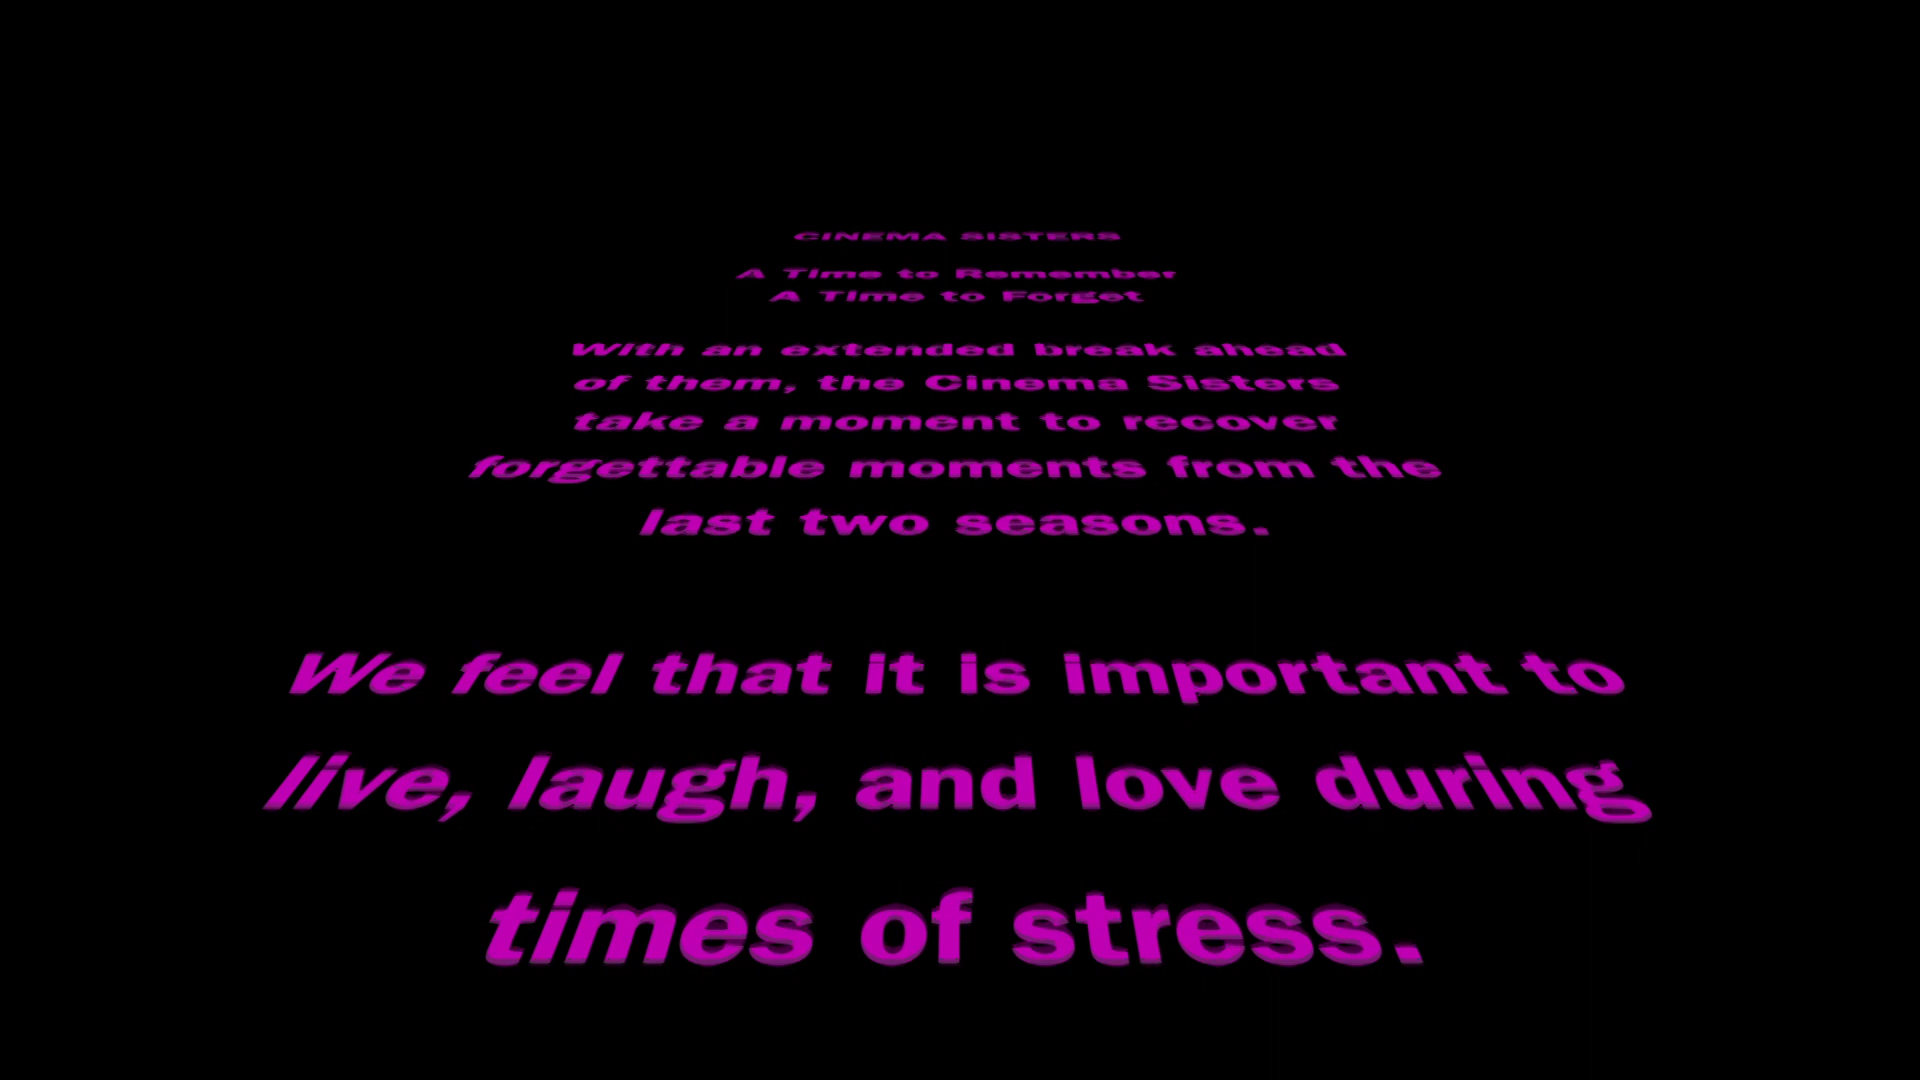 CINEMA SISTERS
A Time to Remember
A Time to Forget
With an extended break ahead
of them, the Cinema Sisters
take a moment to recover
forgettable moments from the
last two seasons.
We feel that it is important to
live, laugh, and love during
times of stress.